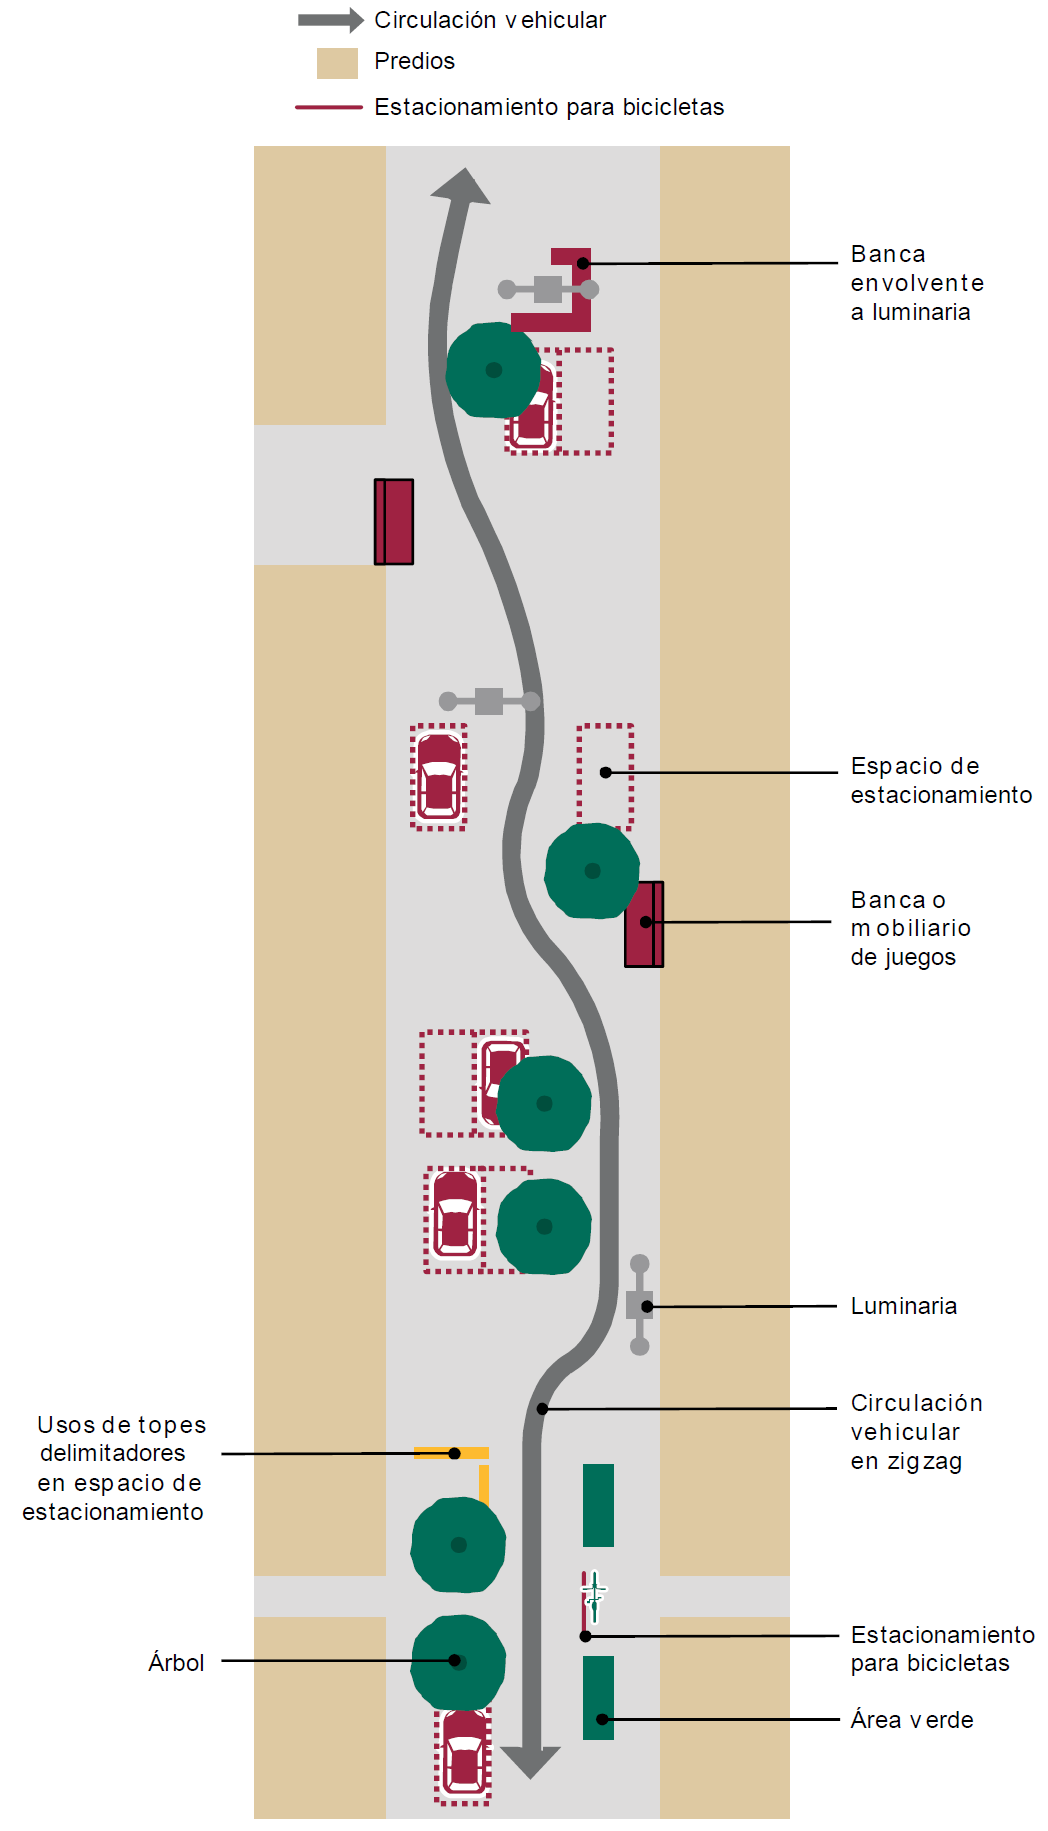 Circulación vehicular
Predios
Estacionamiento para bicicletas
Banca
envolvente
a luminaria
Espacio de
estacionamiento
Banca o
mobiliario
de juegos
Luminaria
Circulación
vehicular
en zigzag
Usos de topes
delimitadores
en espacio de
estacionamiento
Estacionamiento
para bicicletas
Árbol
Área verde